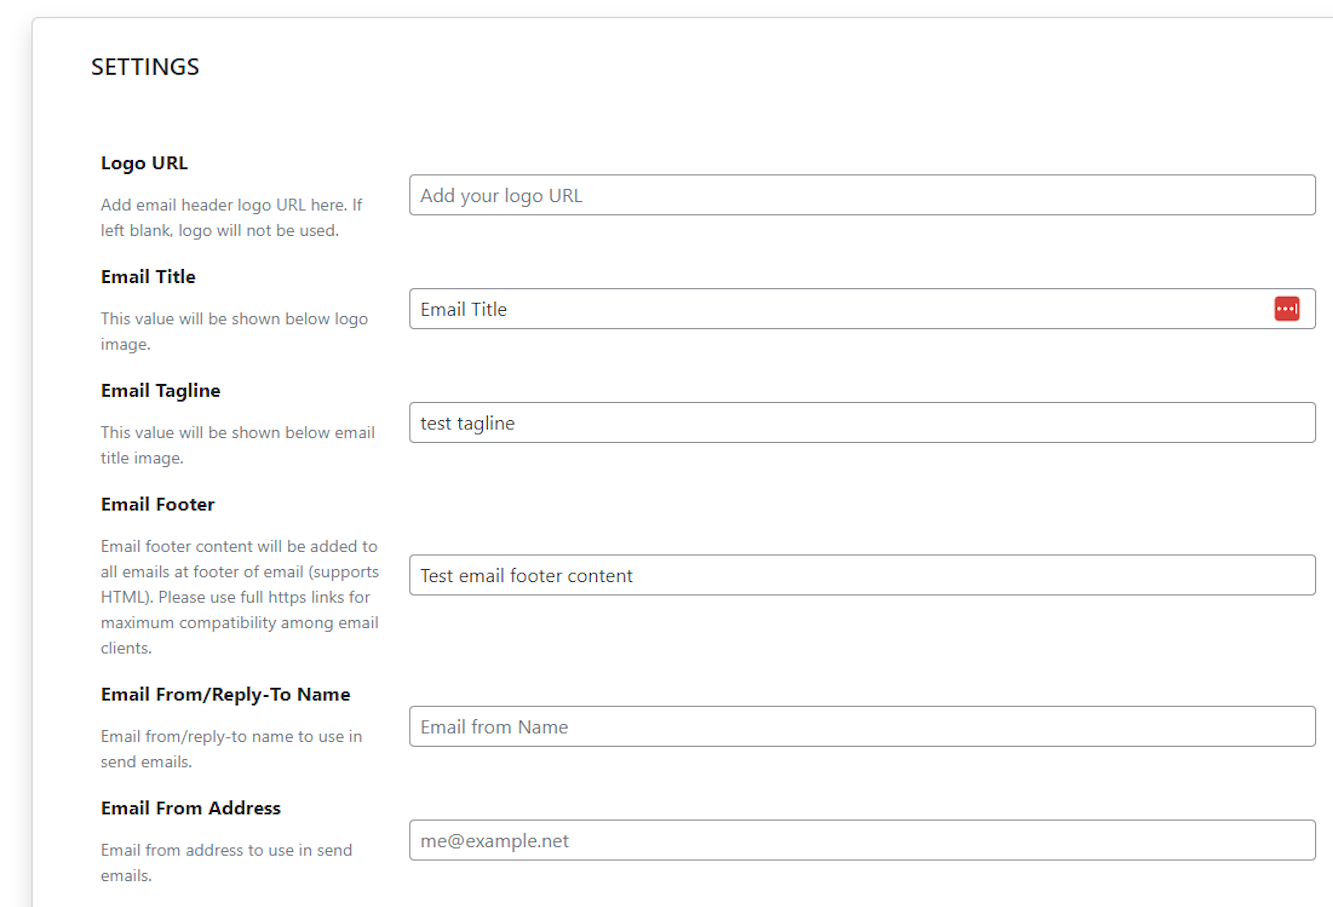 SETTINGS
Logo URL
Add email header logo URL here. If
left blank, logo will not be used.
Add your logo URL
Email Title
This value will be shown below logo
image.
Email Title
Email Tagline
This value will be shown below email
title image.
test tagline
Email Footer
Email footer content will be added to
all emails at footer of email (supports
HTML). Please use full https links for
maximum compatibility among email
clients.
Test email footer content
Email From/Reply-To Name
Email from/reply-to name to use in
send emails.
Email from Name
Email From Address
Email from address to use in send
emails.
me@example.net